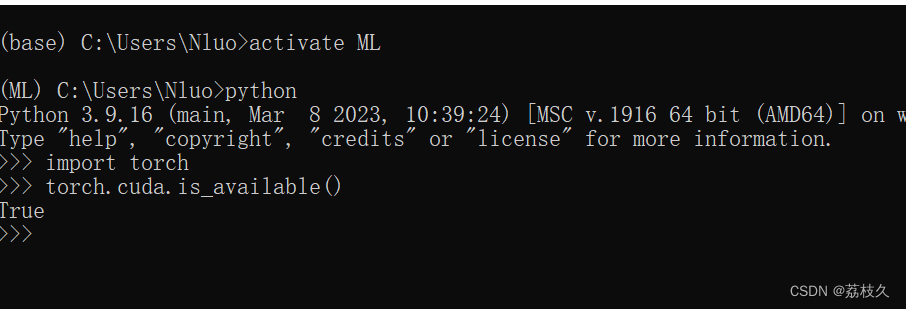 (base) C:\Users\Nluo>activate ML
(ML) C:\Users\Nluo>python
Python 3.9.16 (main, Mar  8 2023, 10:39:24) [MSC v.1916 64 bit (AMD64)] on w
Type "help", "copyright", "credits" or "license" for more information.
>>> import torch
>>> torch.cuda.is_available()
True
>>>
CSDN @荔枝久